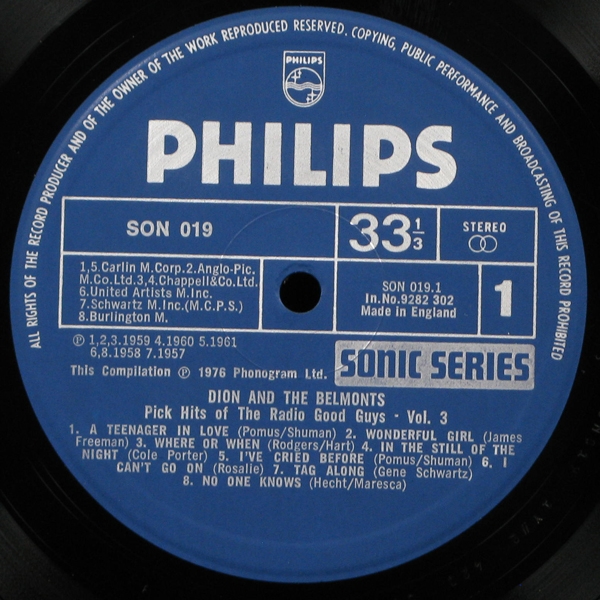 ALL RIGHTS OF THE RECORD PRODUCER AND OF THE OWNER OF THE WORK REPRODUCED RESERVED. COPYING, PUBLIC PERFORMANCE AND BROADCASTING OF THIS RECORD PROHIBITED
PHILIPS
PHILIPS
SON 019
33 1/3
STEREO
1,5.Carlin M.Corp. 2.Anglo-Pic.
M.Co.Ltd.3,4.Chappell&Co.Ltd.
6.United Artists M.Inc.
7.Schwartz M.Inc.(M.C.P.S.)
8.Burlington M.
SON 019.1
In.No.9282 302
Made in England
1
℗ 1,2,3.1959 4.1960 5.1961
6,8.1958 7.1957
This Compilation ℗ 1976 Phonogram Ltd.
SONIC SERIES
DION AND THE BELMONTS
Pick Hits of The Radio Good Guys - Vol. 3
1. A TEENAGER IN LOVE (Pomus/Shuman) 2. WONDERFUL GIRL (James
Freeman) 3. WHERE OR WHEN (Rodgers/Hart) 4. IN THE STILL OF THE
NIGHT (Cole Porter) 5. I'VE CRIED BEFORE (Pomus/Shuman) 6. I
CAN'T GO ON (Rosalie) 7. TAG ALONG (Gene Schwartz)
8. NO ONE KNOWS (Hecht/Maresca)